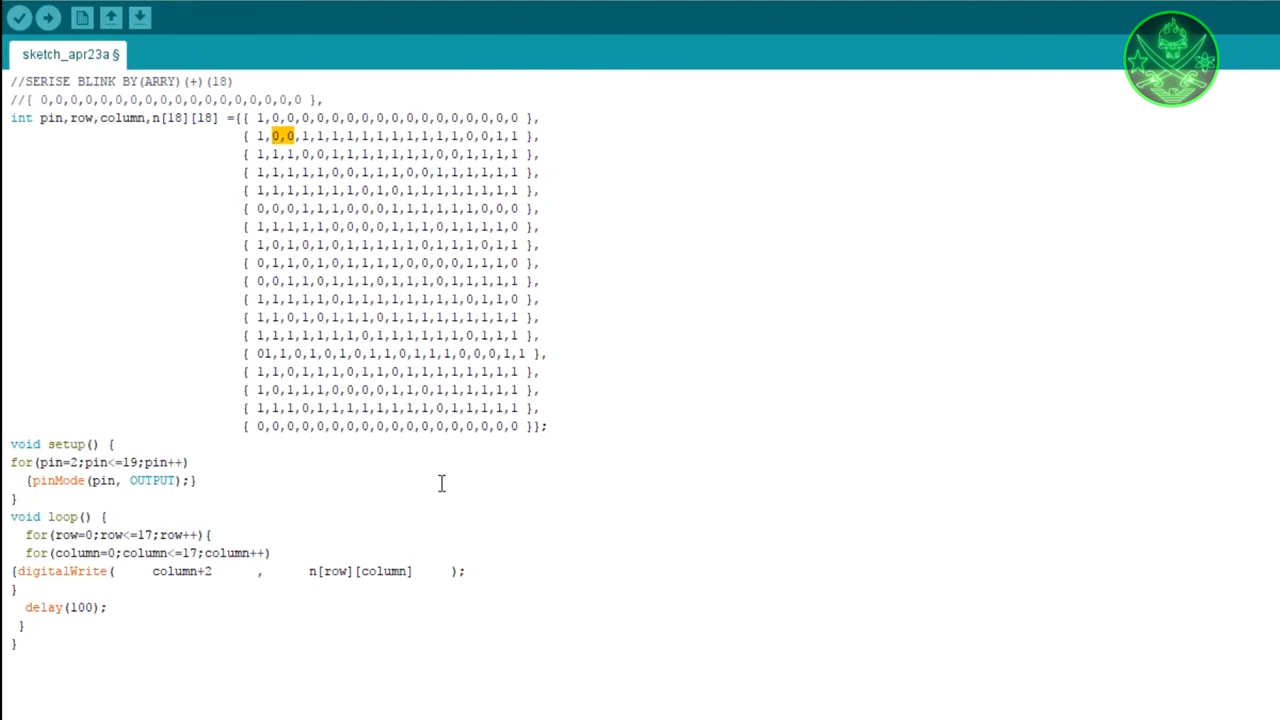 sketch_apr23a §
//SERISE BLINK BY(ARRY)(+)(18)
//{ 0,0,0,0,0,0,0,0,0,0,0,0,0,0,0,0,0,0 },
int pin,row,column,n[18][18] ={{ 1,0,0,0,0,0,0,0,0,0,0,0,0,0,0,0,0,0 },
{ 1,0,0,1,1,1,1,1,1,1,1,1,1,1,0,0,1,1 },
{ 1,1,1,0,0,1,1,1,1,1,1,1,0,0,1,1,1,1 },
{ 1,1,1,1,1,0,0,1,1,1,0,0,1,1,1,1,1,1 },
{ 1,1,1,1,1,1,1,0,1,0,1,1,1,1,1,1,1,1 },
{ 0,0,0,1,1,1,0,0,0,1,1,1,1,1,1,0,0,0 },
{ 1,1,1,1,1,0,0,0,0,1,1,1,0,1,1,1,1,0 },
{ 1,0,1,0,1,0,1,1,1,1,1,0,1,1,1,0,1,1 },
{ 0,1,1,0,1,0,1,1,1,1,0,0,0,0,1,1,1,0 },
{ 0,0,1,1,0,1,1,1,0,1,1,1,0,1,1,1,1,1 },
{ 1,1,1,1,1,0,1,1,1,1,1,1,1,1,0,1,1,0 },
{ 1,1,0,1,0,1,1,1,1,0,1,1,1,1,1,1,1,1 },
{ 1,1,1,1,1,1,1,0,1,1,1,1,1,1,0,1,1,1 },
{ 01,1,0,1,0,1,0,1,1,0,1,1,1,0,0,0,1,1 },
{ 1,1,0,1,1,1,0,1,1,1,0,1,1,1,1,1,1,1 },
{ 1,0,1,1,1,0,0,0,0,1,1,0,1,1,1,1,1,1 },
{ 1,1,1,0,1,1,1,1,1,1,1,1,0,1,1,1,1,1 },
{ 0,0,0,0,0,0,0,0,0,0,0,0,0,0,0,0,0,0 }};
void setup() {
for(pin=2;pin<=19;pin++)
{pinMode(pin, OUTPUT);}
}
void loop() {
for(row=0;row<=17;row++){
for(column=0;column<=17;column++)
{digitalWrite( column+2 , n[row][column] );
}
delay(100);
}
}